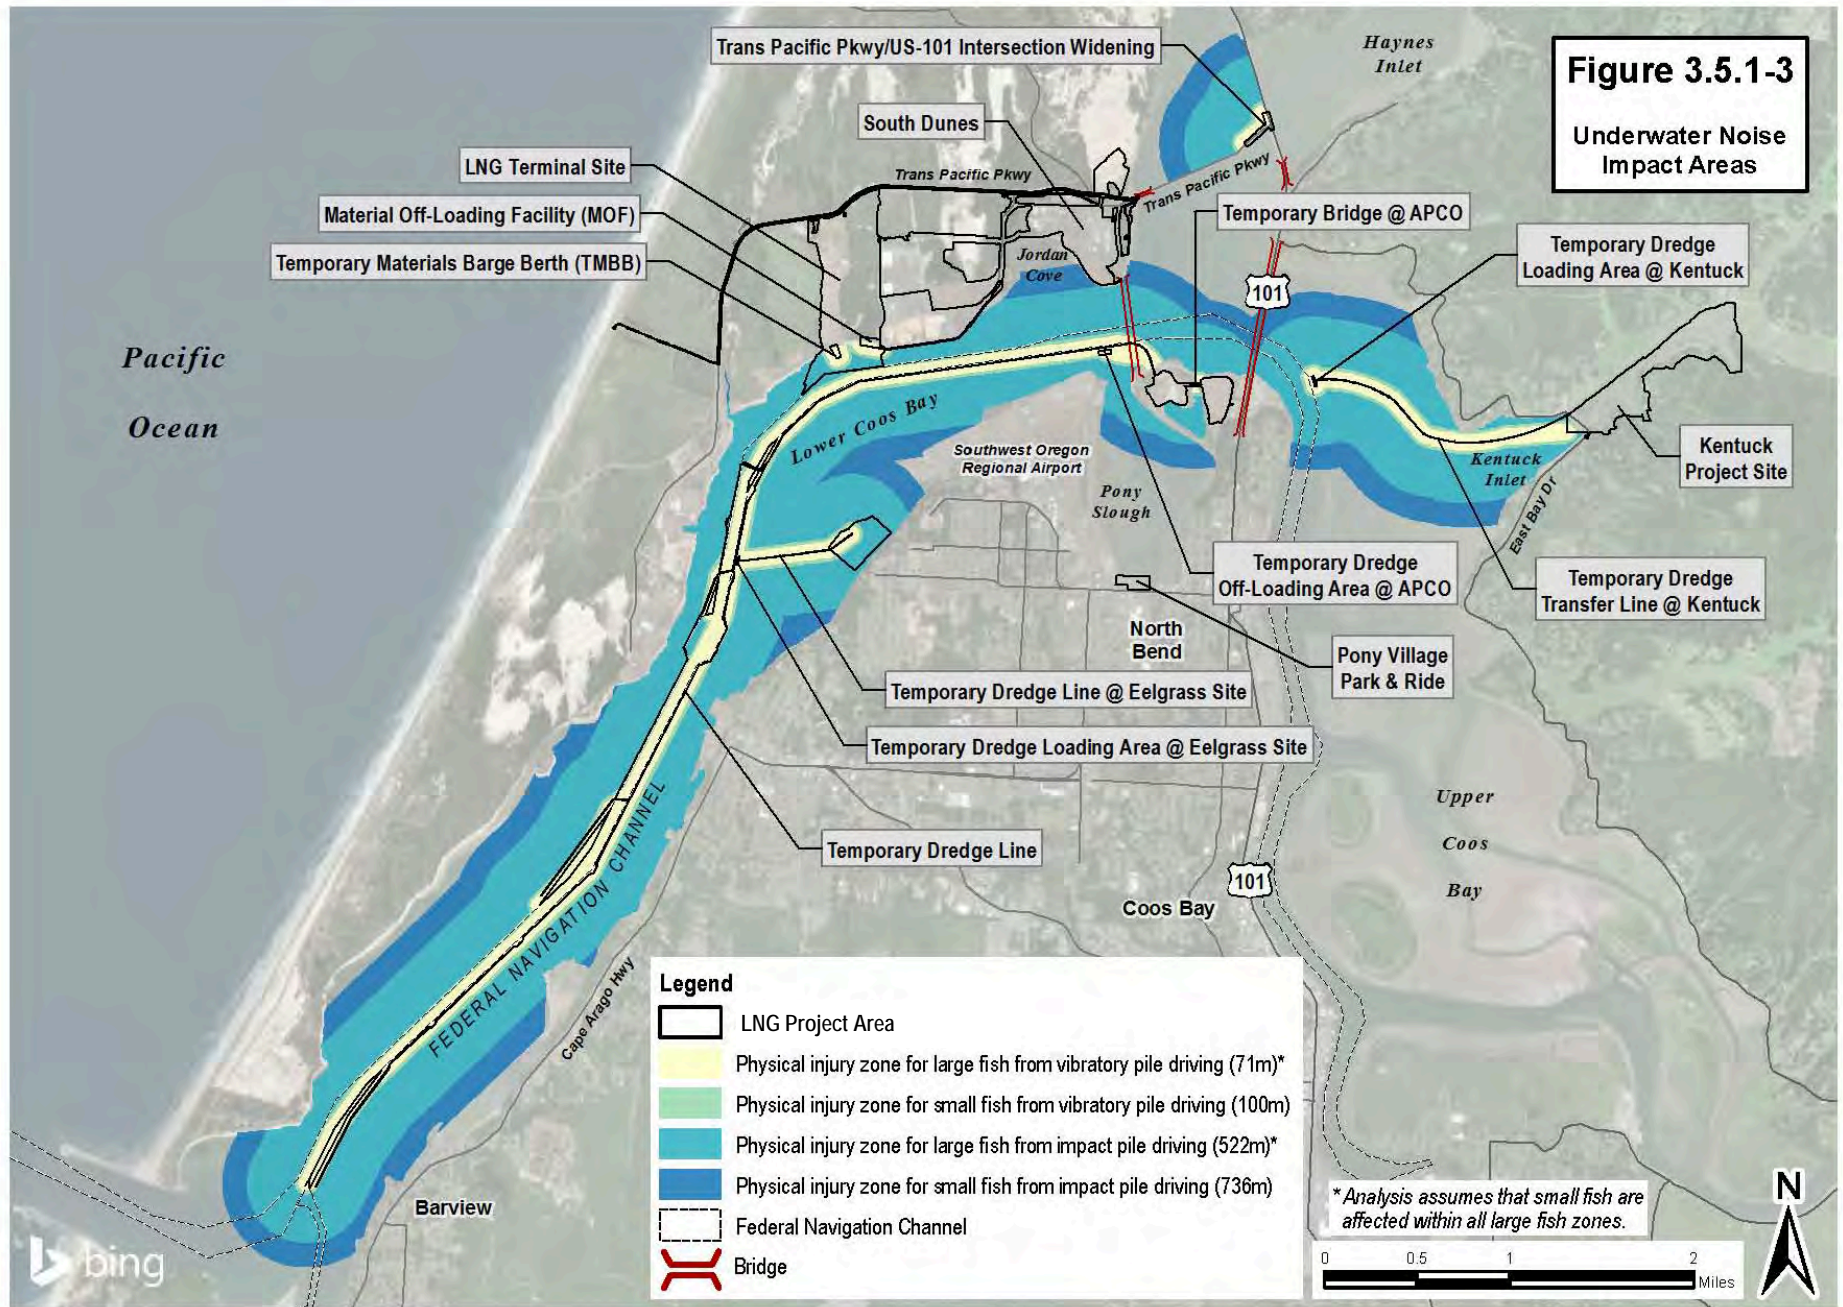 Trans Pacific Pkwy/US-101 Intersection Widening
Haynes
Inlet
Figure 3.5.1-3
Underwater Noise
Impact Areas
South Dunes
LNG Terminal Site
Trans Pacific Pkwy
Trans Pacific Pkwy
Material Off-Loading Facility (MOF)
Temporary Bridge @ APCO
Temporary Materials Barge Berth (TMBB)
Jordan
Cove
Temporary Dredge
Loading Area @ Kentuck
101
Pacific
Ocean
Lower Coos Bay
Southwest Oregon
Regional Airport
Kentuck
Inlet
Kentuck
Project Site
Pony
Slough
East Bay Dr
Temporary Dredge
Off-Loading Area @ APCO
Temporary Dredge
Transfer Line @ Kentuck
North
Bend
Pony Village
Park & Ride
Temporary Dredge Line @ Eelgrass Site
Temporary Dredge Loading Area @ Eelgrass Site
Temporary Dredge Line
Upper
Coos
Bay
101
Coos Bay
FEDERAL NAVIGATION CHANNEL
Cape Arago Hwy
Barview
Legend
LNG Project Area
Physical injury zone for large fish from vibratory pile driving (71m)*
Physical injury zone for small fish from vibratory pile driving (100m)
Physical injury zone for large fish from impact pile driving (522m)*
Physical injury zone for small fish from impact pile driving (736m)
Federal Navigation Channel
Bridge
* Analysis assumes that small fish are
affected within all large fish zones.
N
0 0.5 1 2
Miles
bing